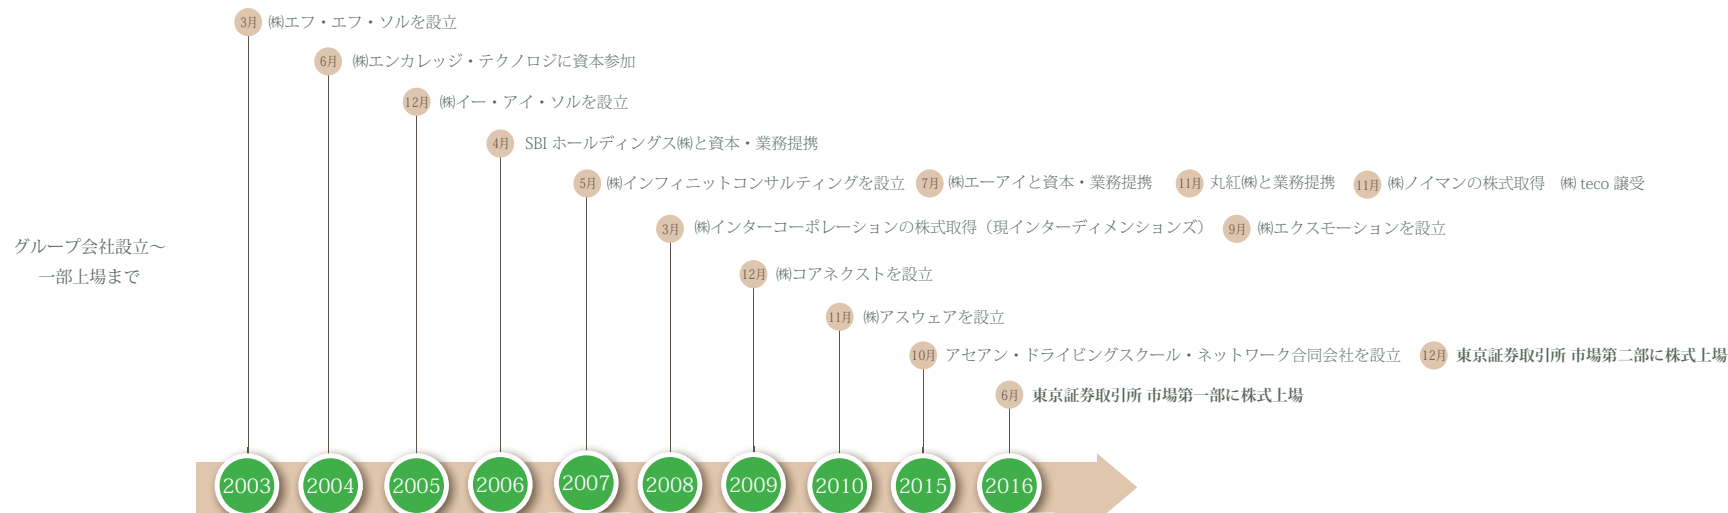 3月 ㈱エフ・エフ・ソルを設立
6月 ㈱エンカレッジ・テクノロジに資本参加
12月 ㈱イー・アイ・ソルを設立
4月 SBI ホールディングス㈱と資本・業務提携
5月 ㈱インフィニットコンサルティングを設立 7月 ㈱エーアイと資本・業務提携 11月 丸紅㈱と業務提携 11月 ㈱ノイマンの株式取得 ㈱ teco 譲受
3月 ㈱インターコーポレーションの株式取得（現インターディメンションズ） 9月 ㈱エクスモーションを設立
グループ会社設立～
一部上場まで
12月 ㈱コアネクストを設立
11月 ㈱アスウェアを設立
10月 アセアン・ドライビングスクール・ネットワーク合同会社を設立 12月 東京証券取引所 市場第二部に株式上場
6月 東京証券取引所 市場第一部に株式上場
2003 2004 2005 2006 2007 2008 2009 2010 2015 2016